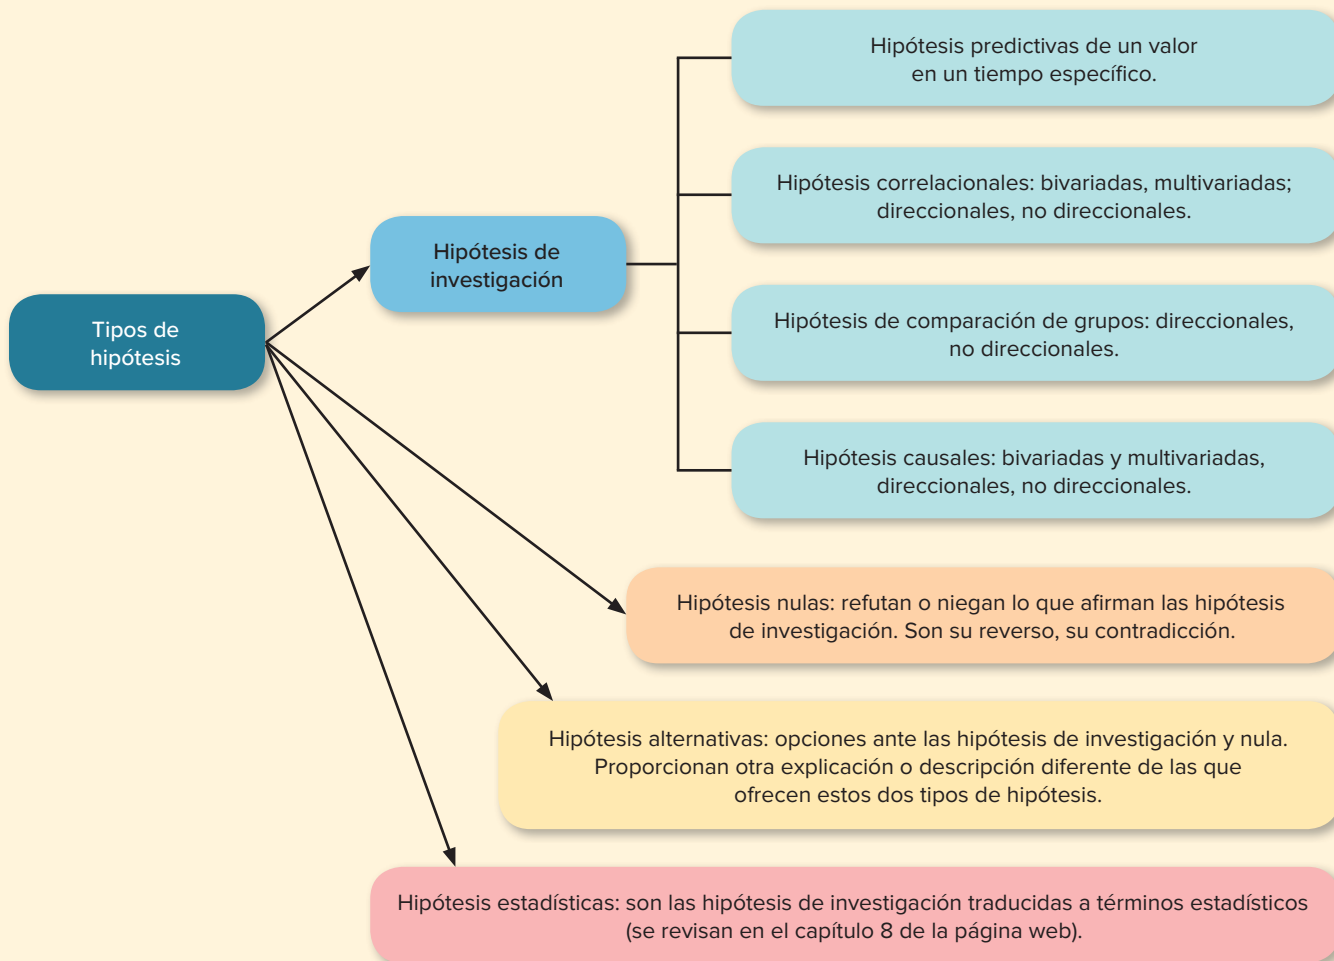 Hipótesis predictivas de un valor
en un tiempo específico.
Hipótesis correlacionales: bivariadas, multivariadas;
direccionales, no direccionales.
Hipótesis de
investigación
Tipos de
hipótesis
Hipótesis de comparación de grupos: direccionales,
no direccionales.
Hipótesis causales: bivariadas y multivariadas,
direccionales, no direccionales.
Hipótesis nulas: refutan o niegan lo que afirman las hipótesis
de investigación. Son su reverso, su contradicción.
Hipótesis alternativas: opciones ante las hipótesis de investigación y nula.
Proporcionan otra explicación o descripción diferente de las que
ofrecen estos dos tipos de hipótesis.
Hipótesis estadísticas: son las hipótesis de investigación traducidas a términos estadísticos
(se revisan en el capítulo 8 de la página web).